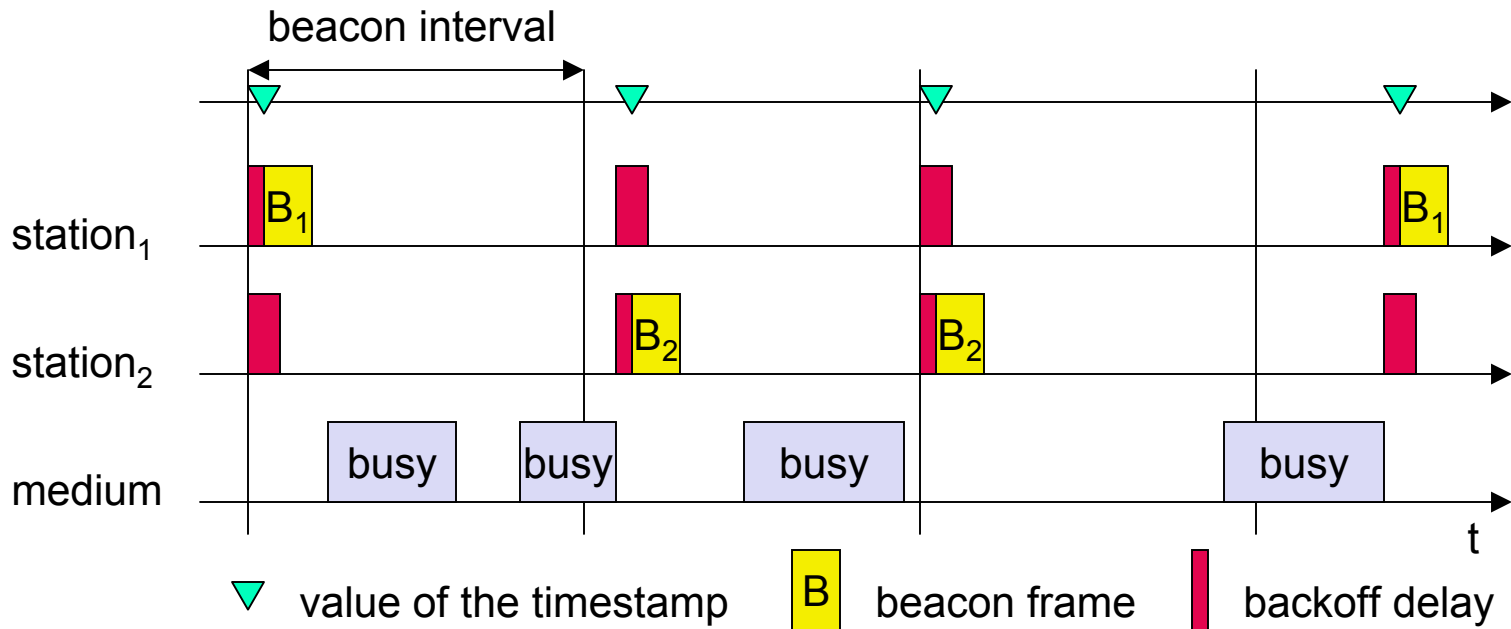 beacon interval
station₁ B₁ B₁
station₂ B₂ B₂
medium busy busy busy busy
t
value of the timestamp B beacon frame backoff delay